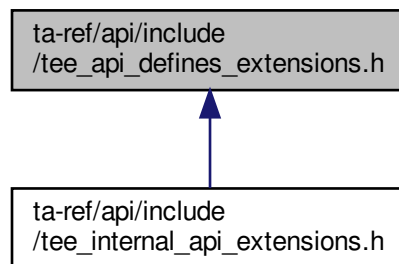 ta-ref/api/include
/tee_api_defines_extensions.h
ta-ref/api/include
/tee_internal_api_extensions.h